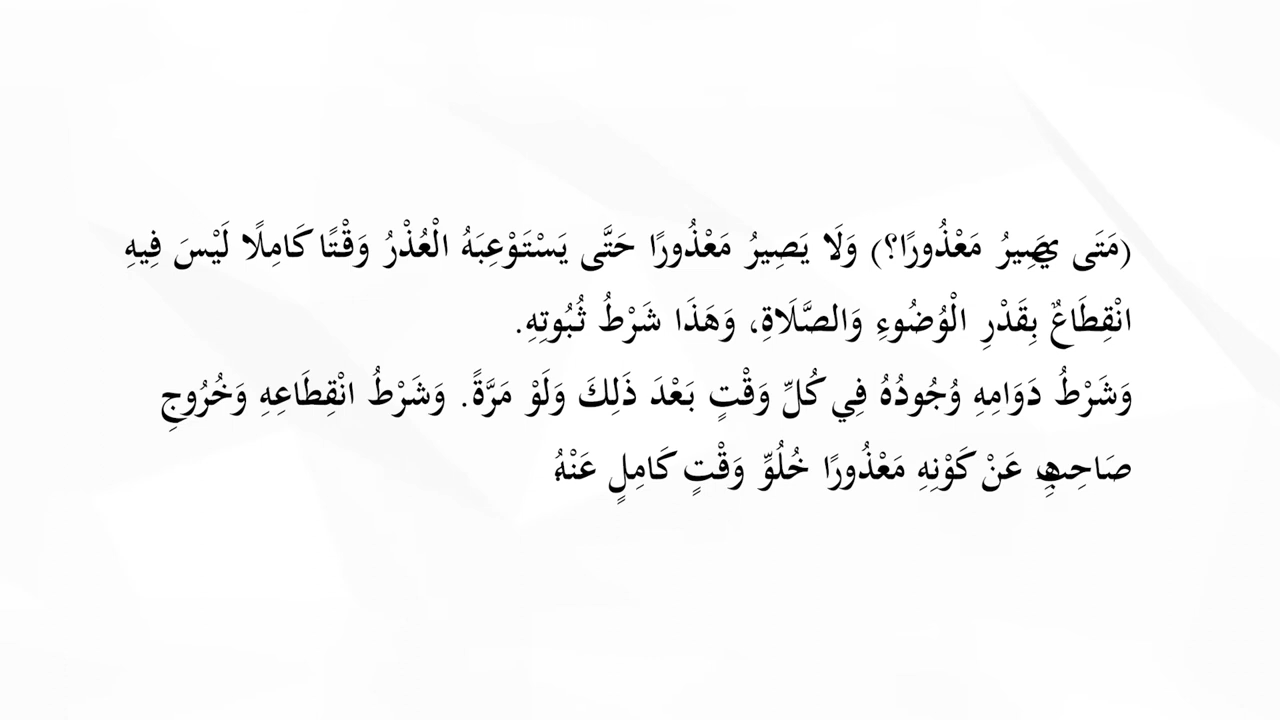 (مَتَى يَصِيرُ مَعْذُورًا؟) وَلَا يَصِيرُ مَعْذُورًا حَتَّى يَسْتَوْعِبَهُ الْعُذْرُ وَقْتًا كَامِلًا لَيْسَ فِيهِ
انْقِطَاعٌ بِقَدْرِ الْوُضُوءِ وَالصَّلَاةِ، وَهَذَا شَرْطُ ثُبُوتِهِ.
وَشَرْطُ دَوَامِهِ وُجُودُهُ فِي كُلِّ وَقْتٍ بَعْدَ ذَلِكَ وَلَوْ مَرَّةً. وَشَرْطُ انْقِطَاعِهِ وَخُرُوجِ
صَاحِبِهِ عَنْ كَوْنِهِ مَعْذُورًا خُلُوُّ وَقْتٍ كَامِلٍ عَنْهُ